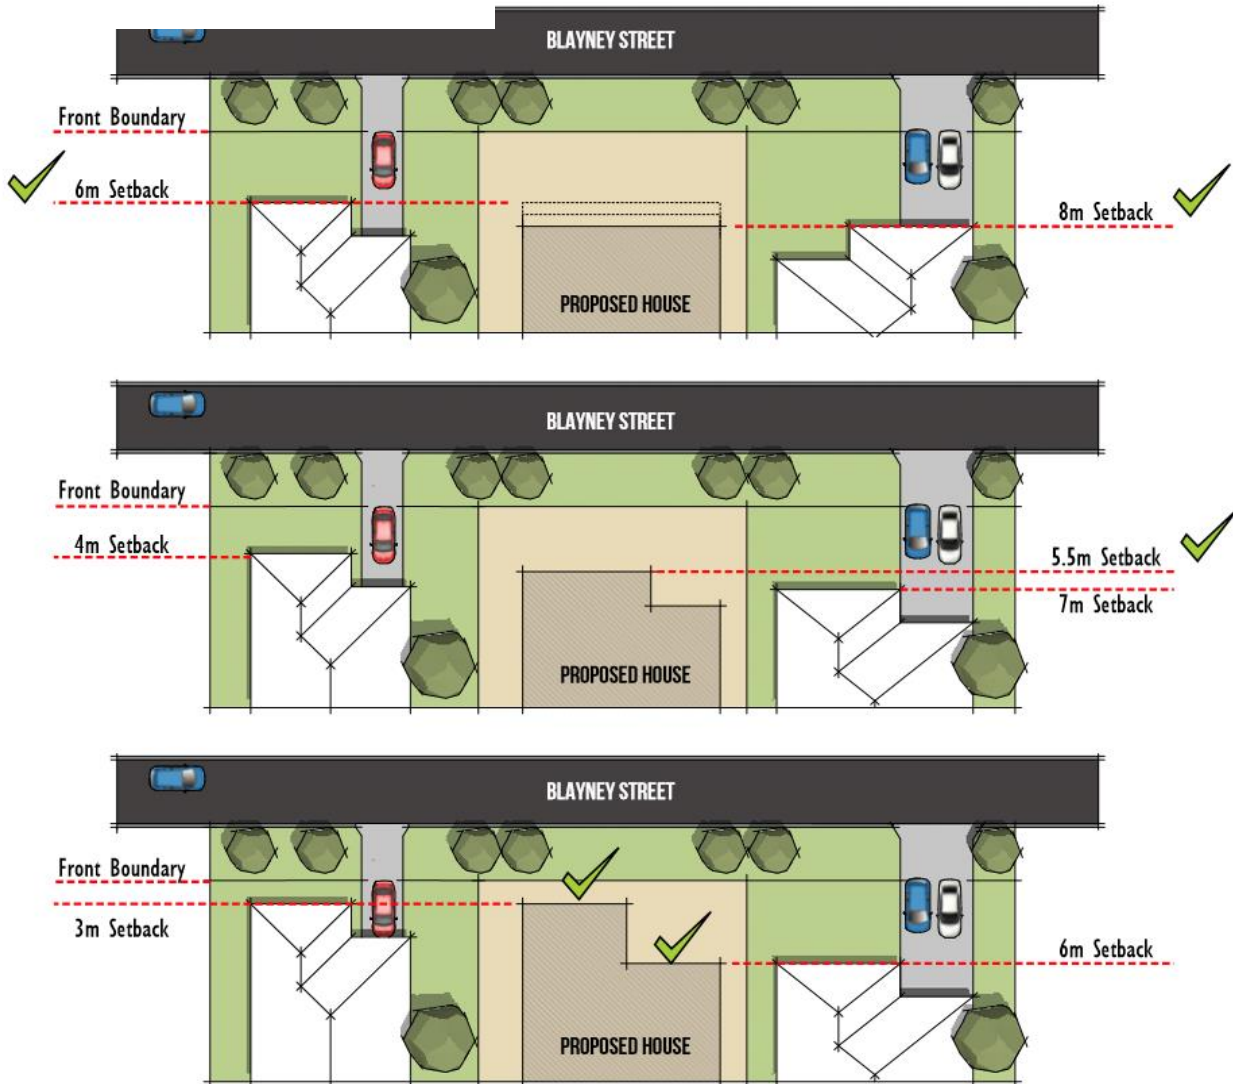 BLAYNEY STREET
Front Boundary
6m Setback
8m Setback
PROPOSED HOUSE
BLAYNEY STREET
Front Boundary
4m Setback
5.5m Setback
7m Setback
PROPOSED HOUSE
BLAYNEY STREET
Front Boundary
3m Setback
6m Setback
PROPOSED HOUSE